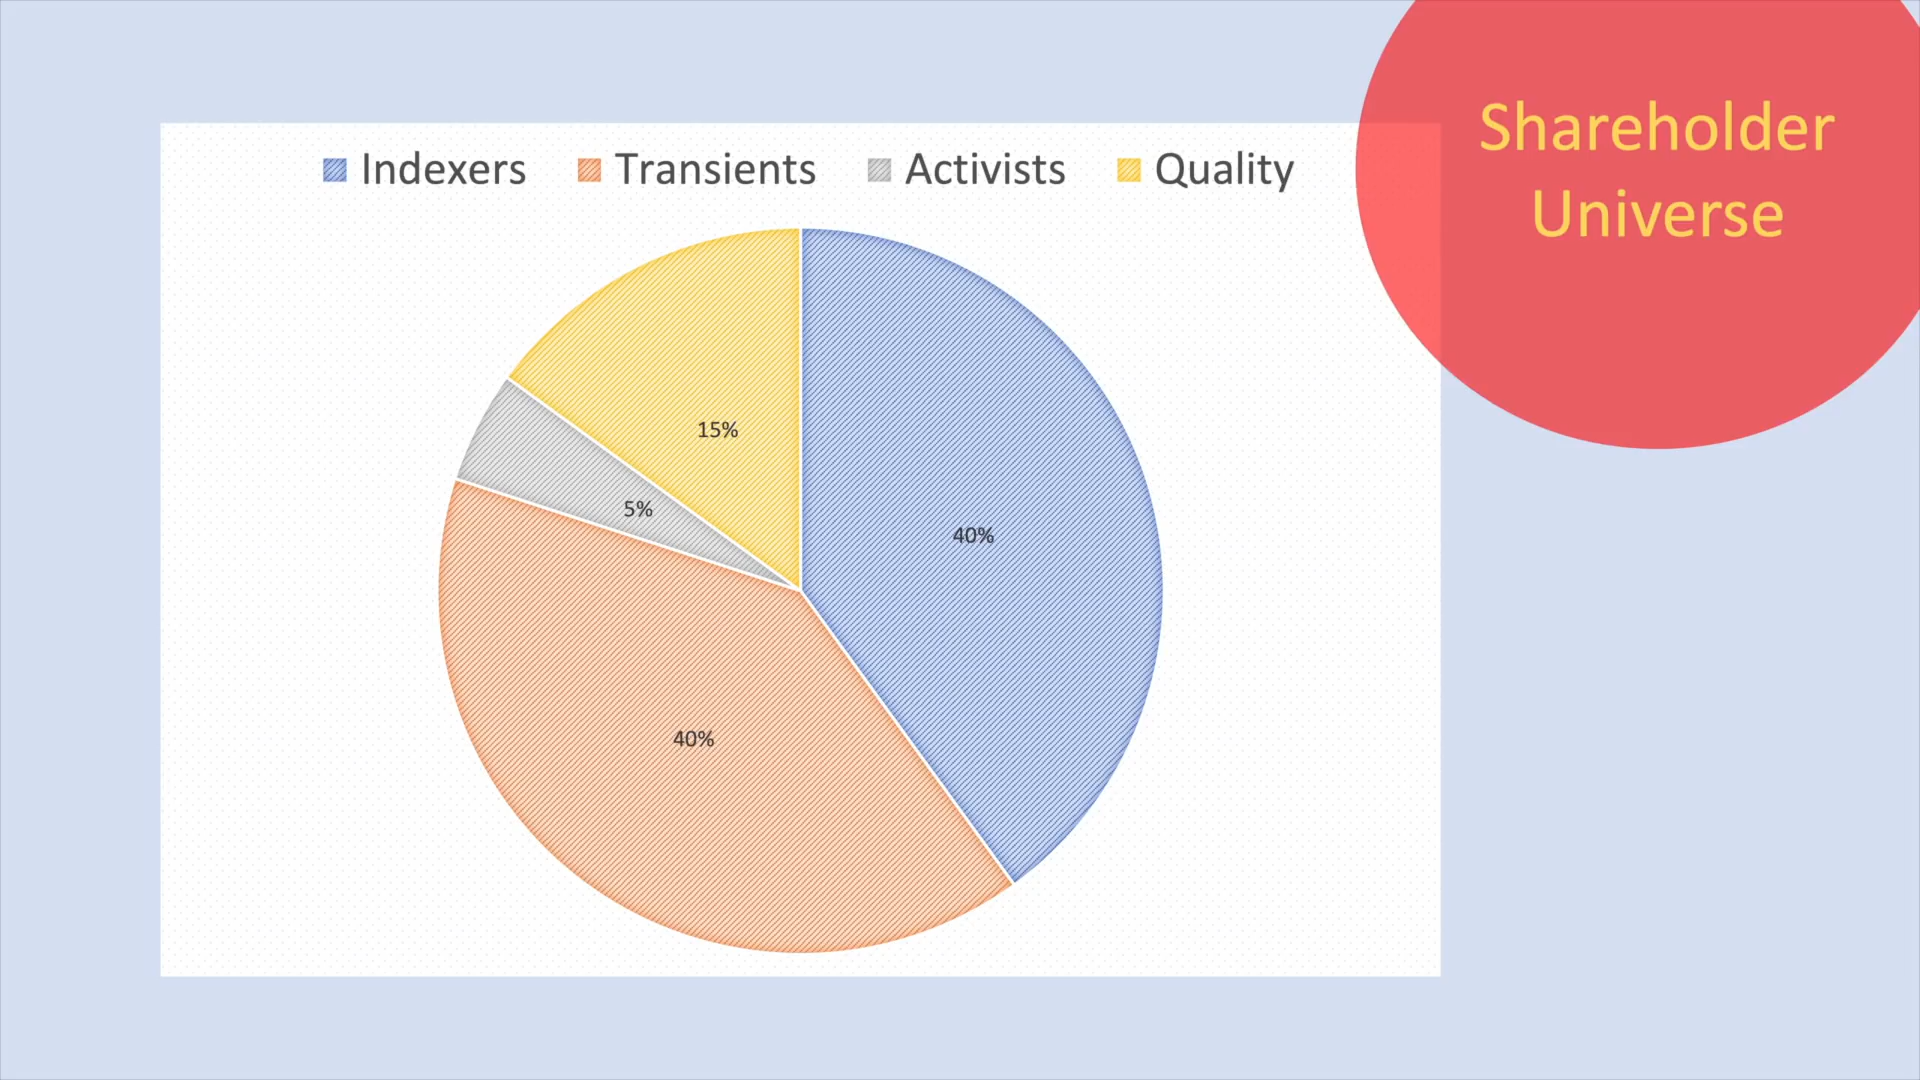 Shareholder
Universe
Indexers Transients Activists Quality
15%
5%
40%
40%